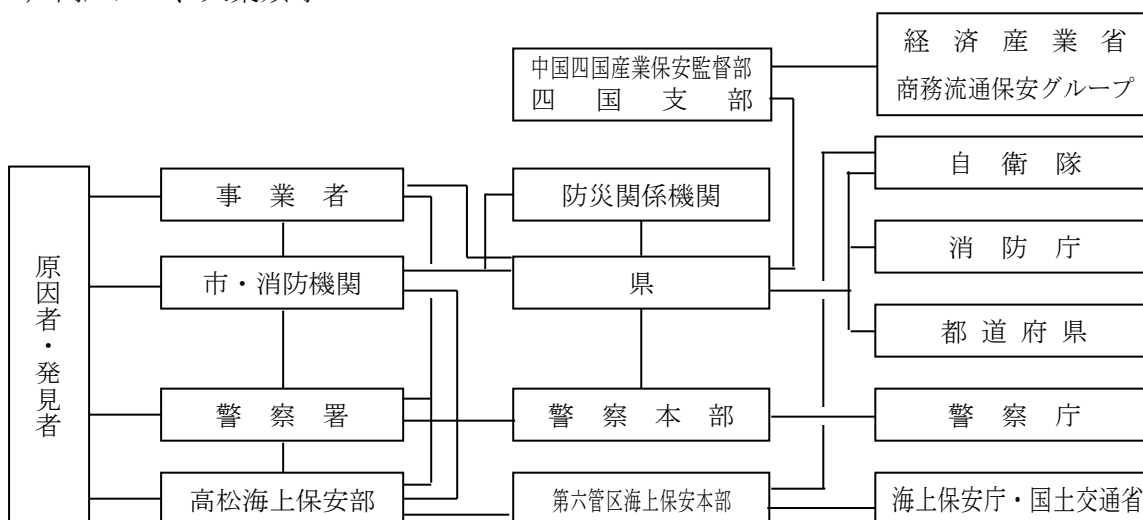 経済産業省
商務流通保安グループ
中国四国産業保安監督部
四国支部
自衛隊
事業者
防災関係機関
消防庁
市・消防機関
県
原因者・発見者
都道府県
警察署
警察本部
警察庁
高松海上保安部
第六管区海上保安本部
海上保安庁・国土交通省